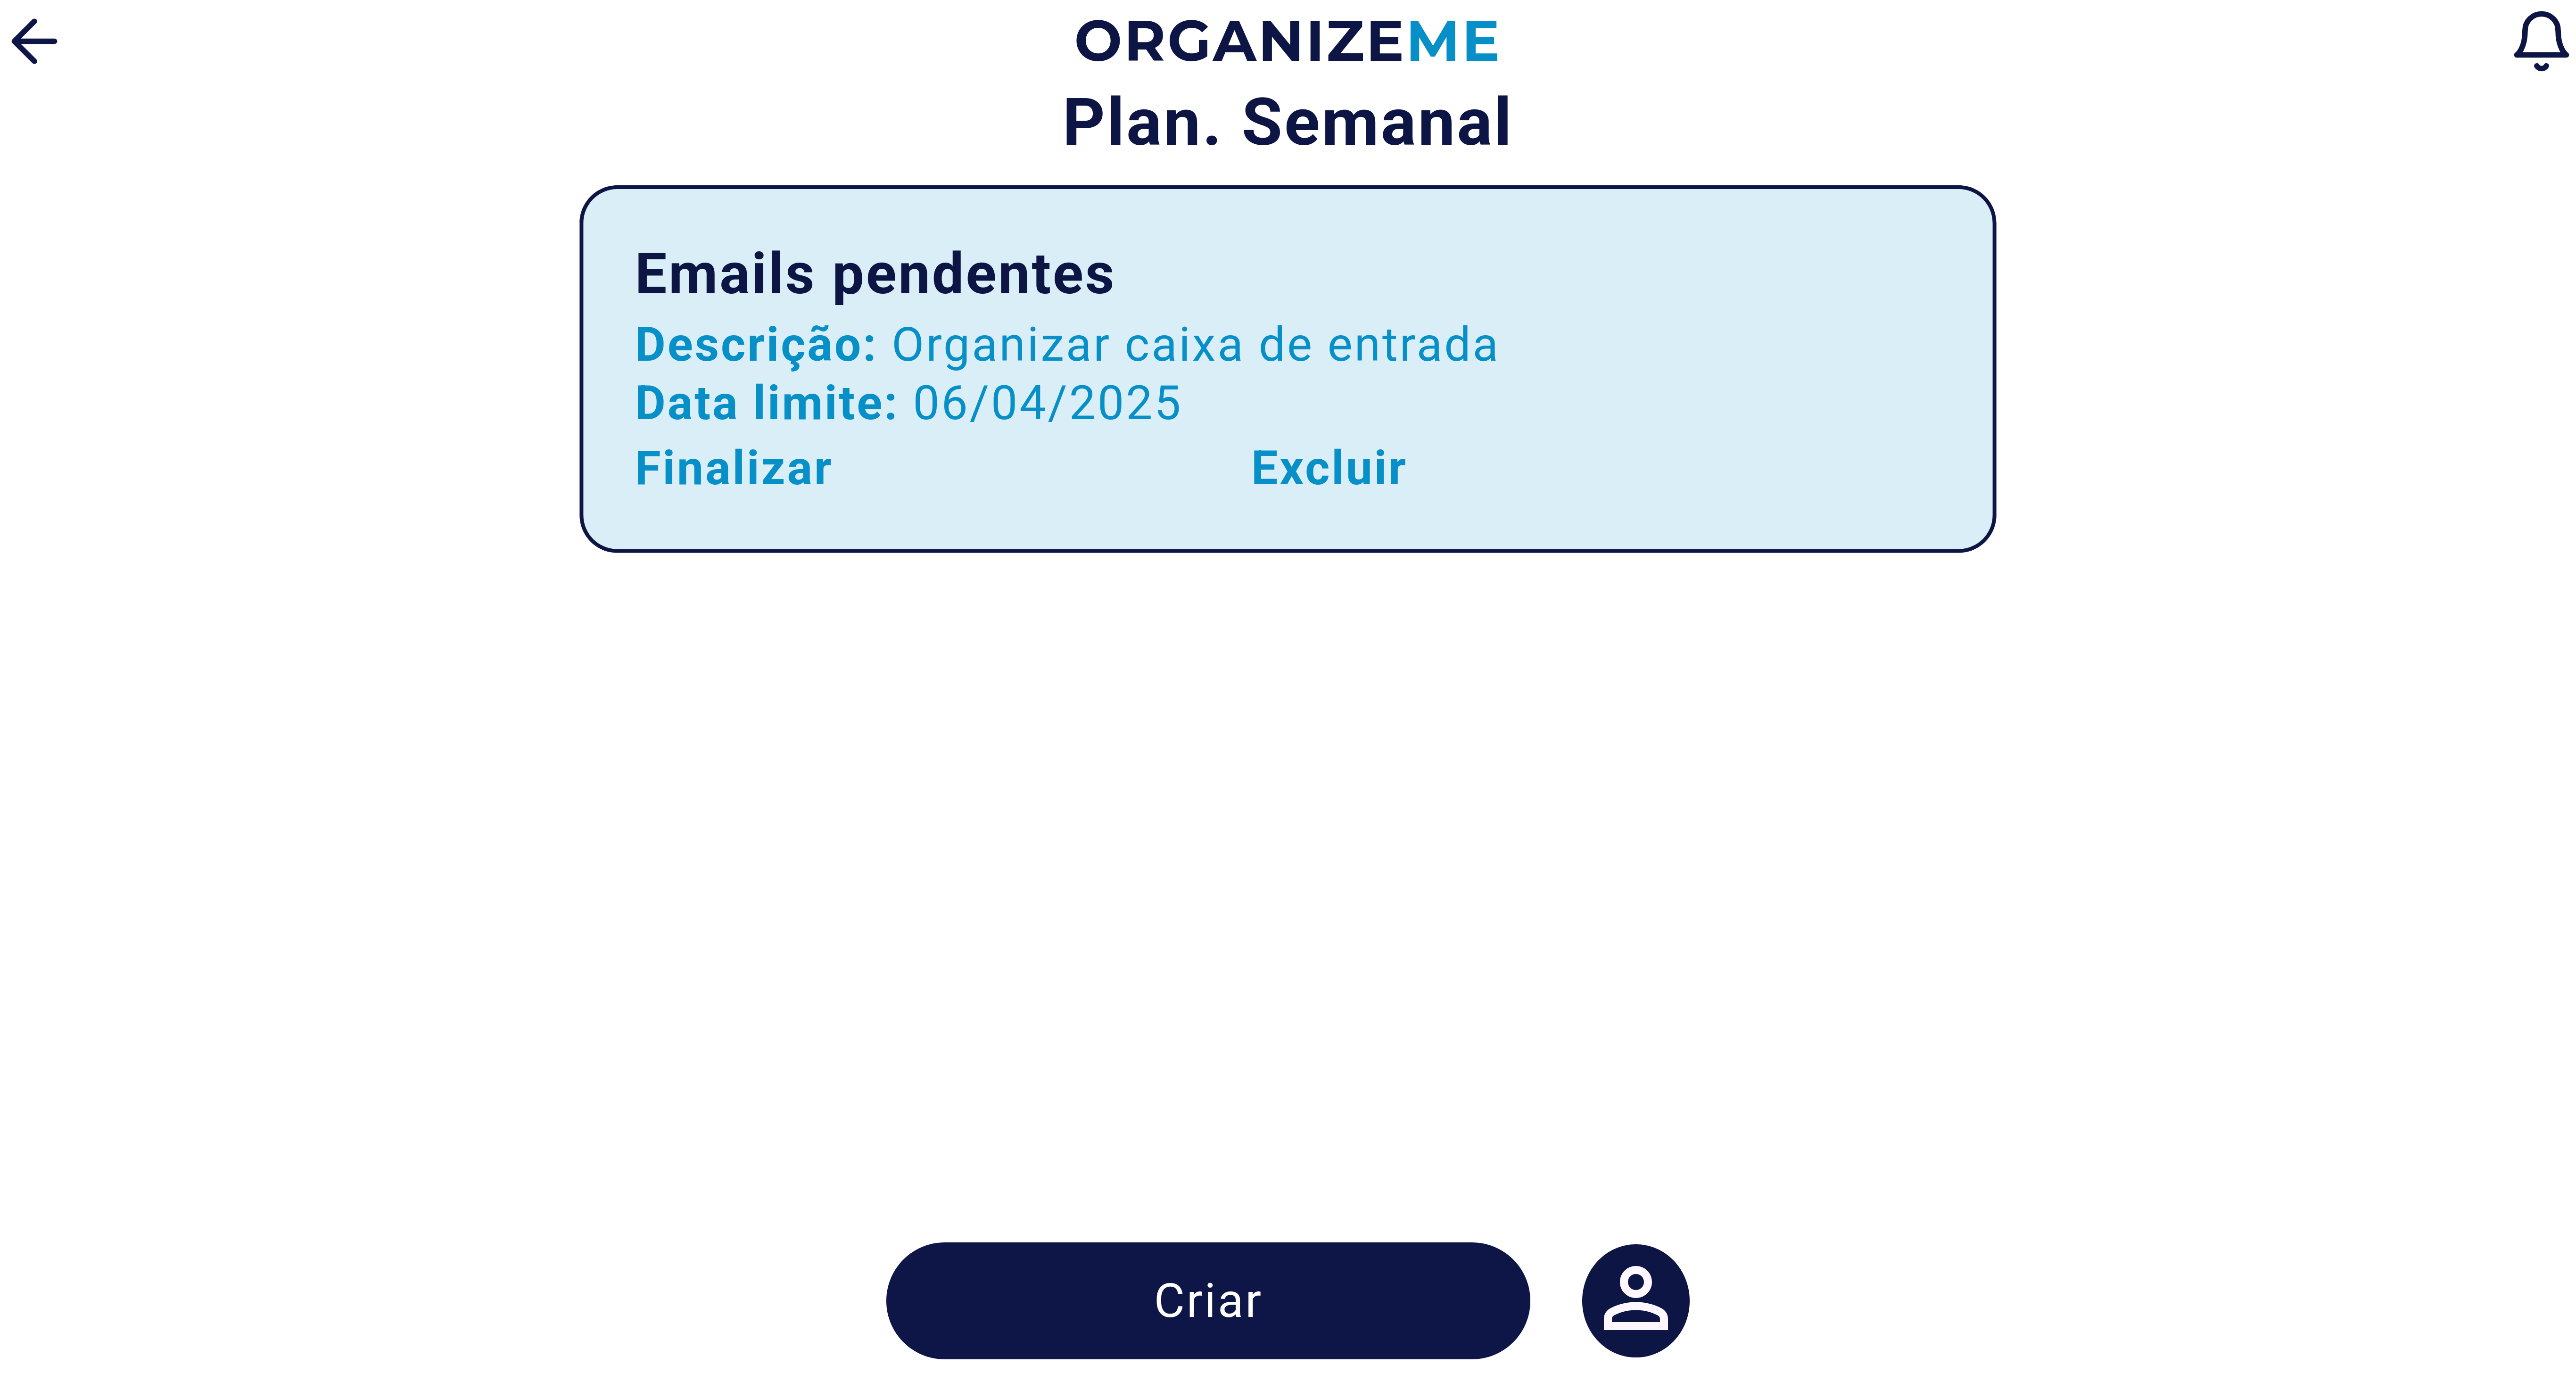 ORGANIZEME
Plan. Semanal
Emails pendentes
Descrição: Organizar caixa de entrada
Data limite: 06/04/2025
Finalizar Excluir
Criar